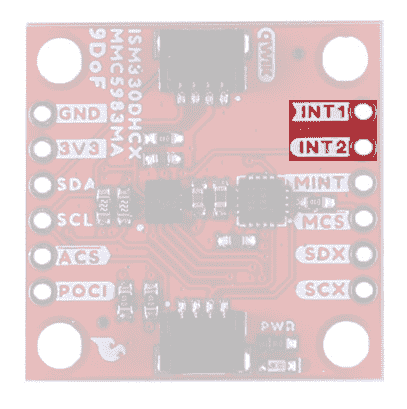 ISM330DHCX
MMC5983MA
9DoF
QWIIC
GND
3V3
SDA
SCL
ACS
POCI
INT1
INT2
MINT
MCS
SDX
SCX
PWR